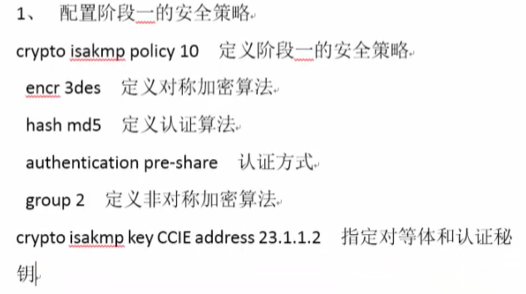 1、 配置阶段一的安全策略
crypto isakmp policy 10 定义阶段一的安全策略
encr 3des 定义对称加密算法
hash md5 定义认证算法
authentication pre-share 认证方式
group 2 定义非对称加密算法
crypto isakmp key CCIE address 23.1.1.2 指定对等体和认证秘
钥